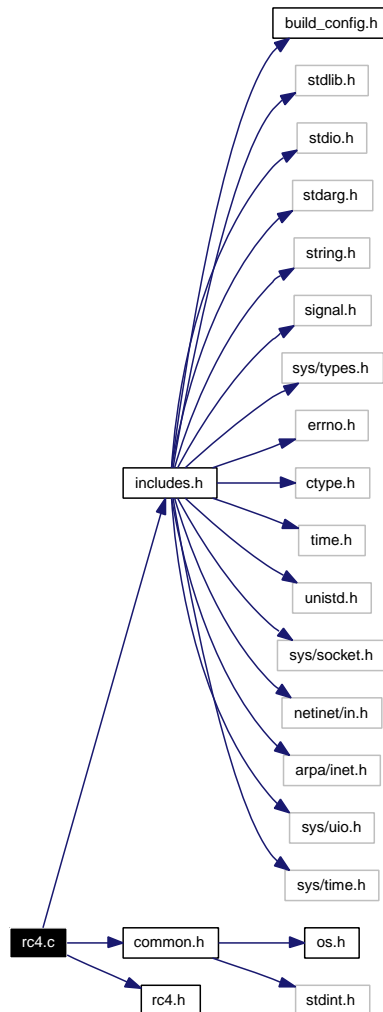 build_config.h
stdlib.h
stdio.h
stdarg.h
string.h
signal.h
sys/types.h
errno.h
includes.h
ctype.h
time.h
unistd.h
sys/socket.h
netinet/in.h
arpa/inet.h
sys/uio.h
sys/time.h
rc4.c
common.h
os.h
rc4.h
stdint.h